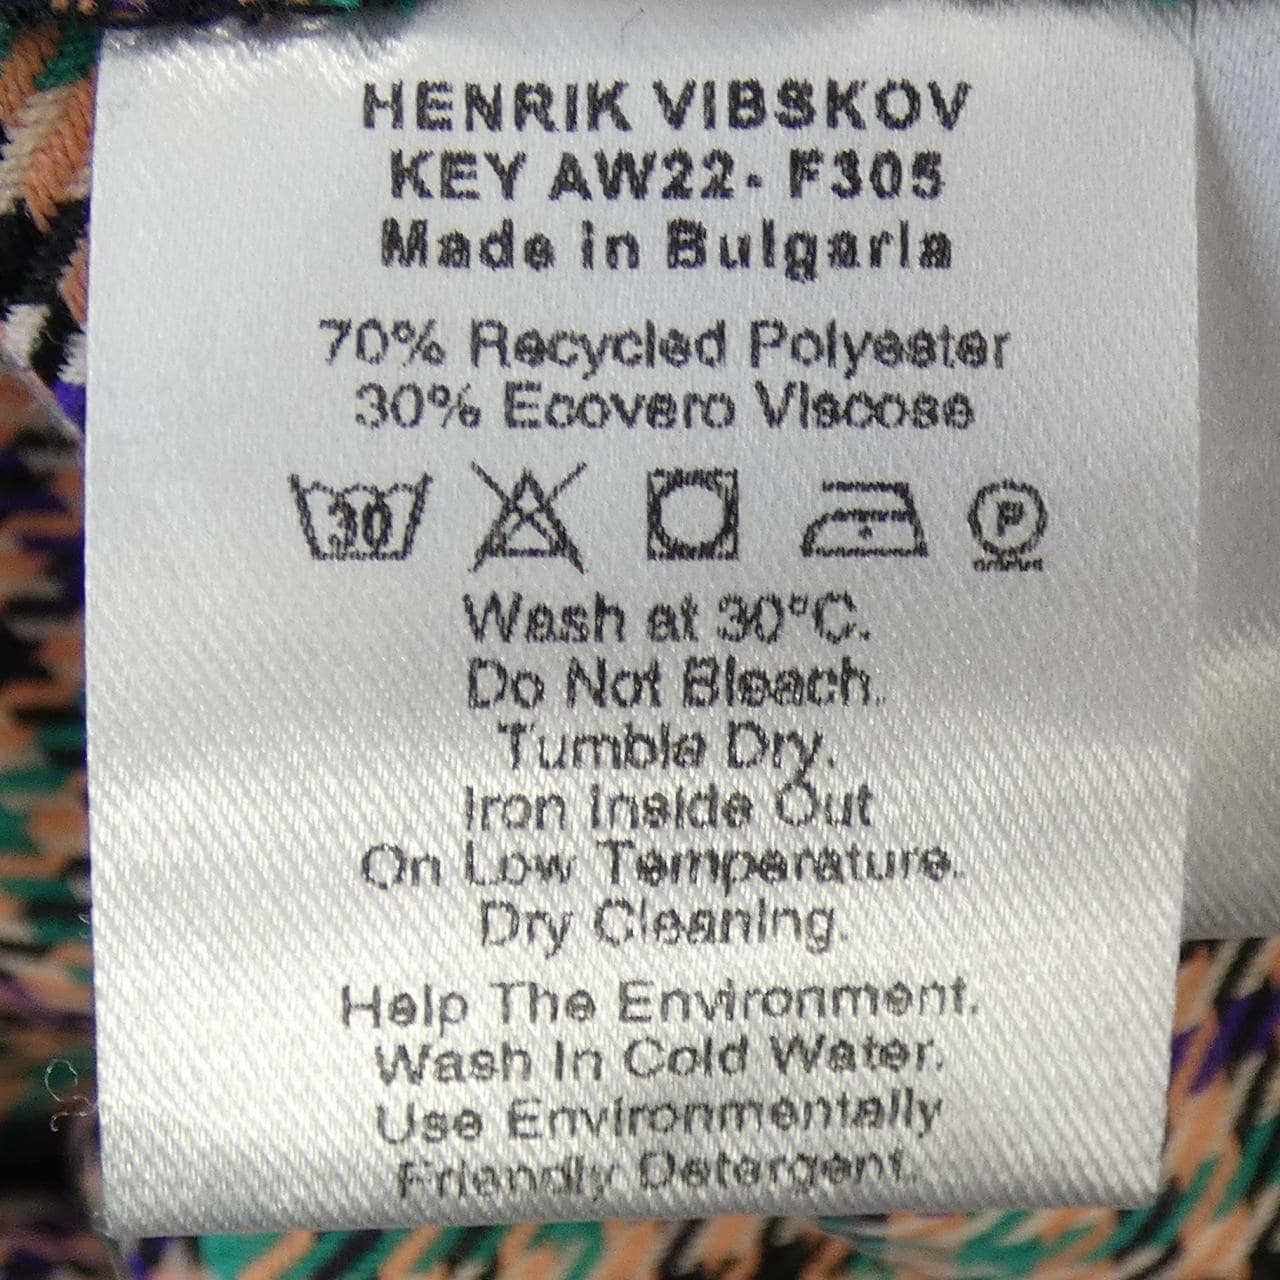 HENRIK VIBSKOV
KEY AW22- F305
Made in Bulgaria
70% Recycled Polyester
30% Ecovero Viscose
30 P
Wash at 30°C.
Do Not Bleach.
Tumble Dry.
Iron Inside Out
On Low Temperature.
Dry Cleaning.
Help The Environment.
Wash In Cold Water.
Use Environmentally
Friendly Detergent.